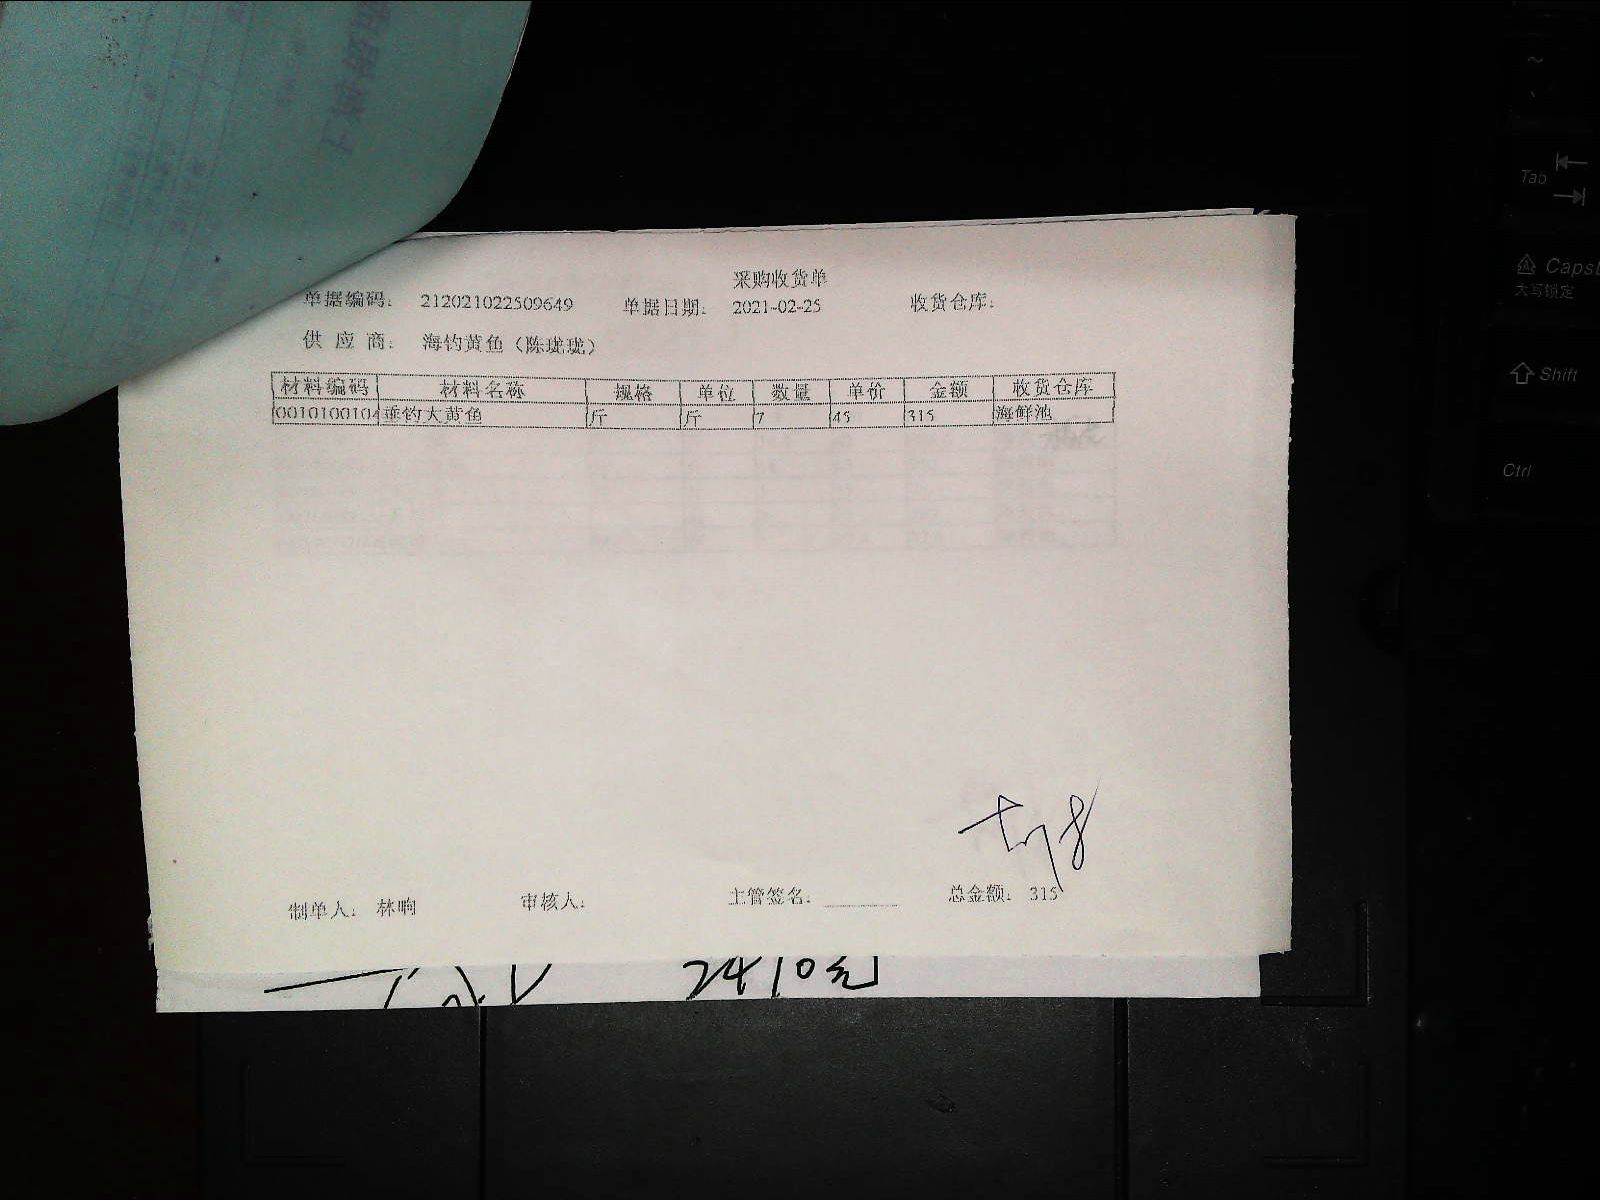 采购收货单
单据编码： 212021022509649 单据日期： 2021-02-25 收货仓库：
供 应 商： 海钓黄鱼（陈珑珑）
材料编码 材料名称 规格 单位 数量 单价 金额 收货仓库
0010100104 垂钓大黄鱼 斤 斤 7 45 315 海鲜池
制单人： 林响 审核人： 主管签名： 总金额： 315
2410元
~
Tab
Caps
大写锁定
Shift
Ctrl